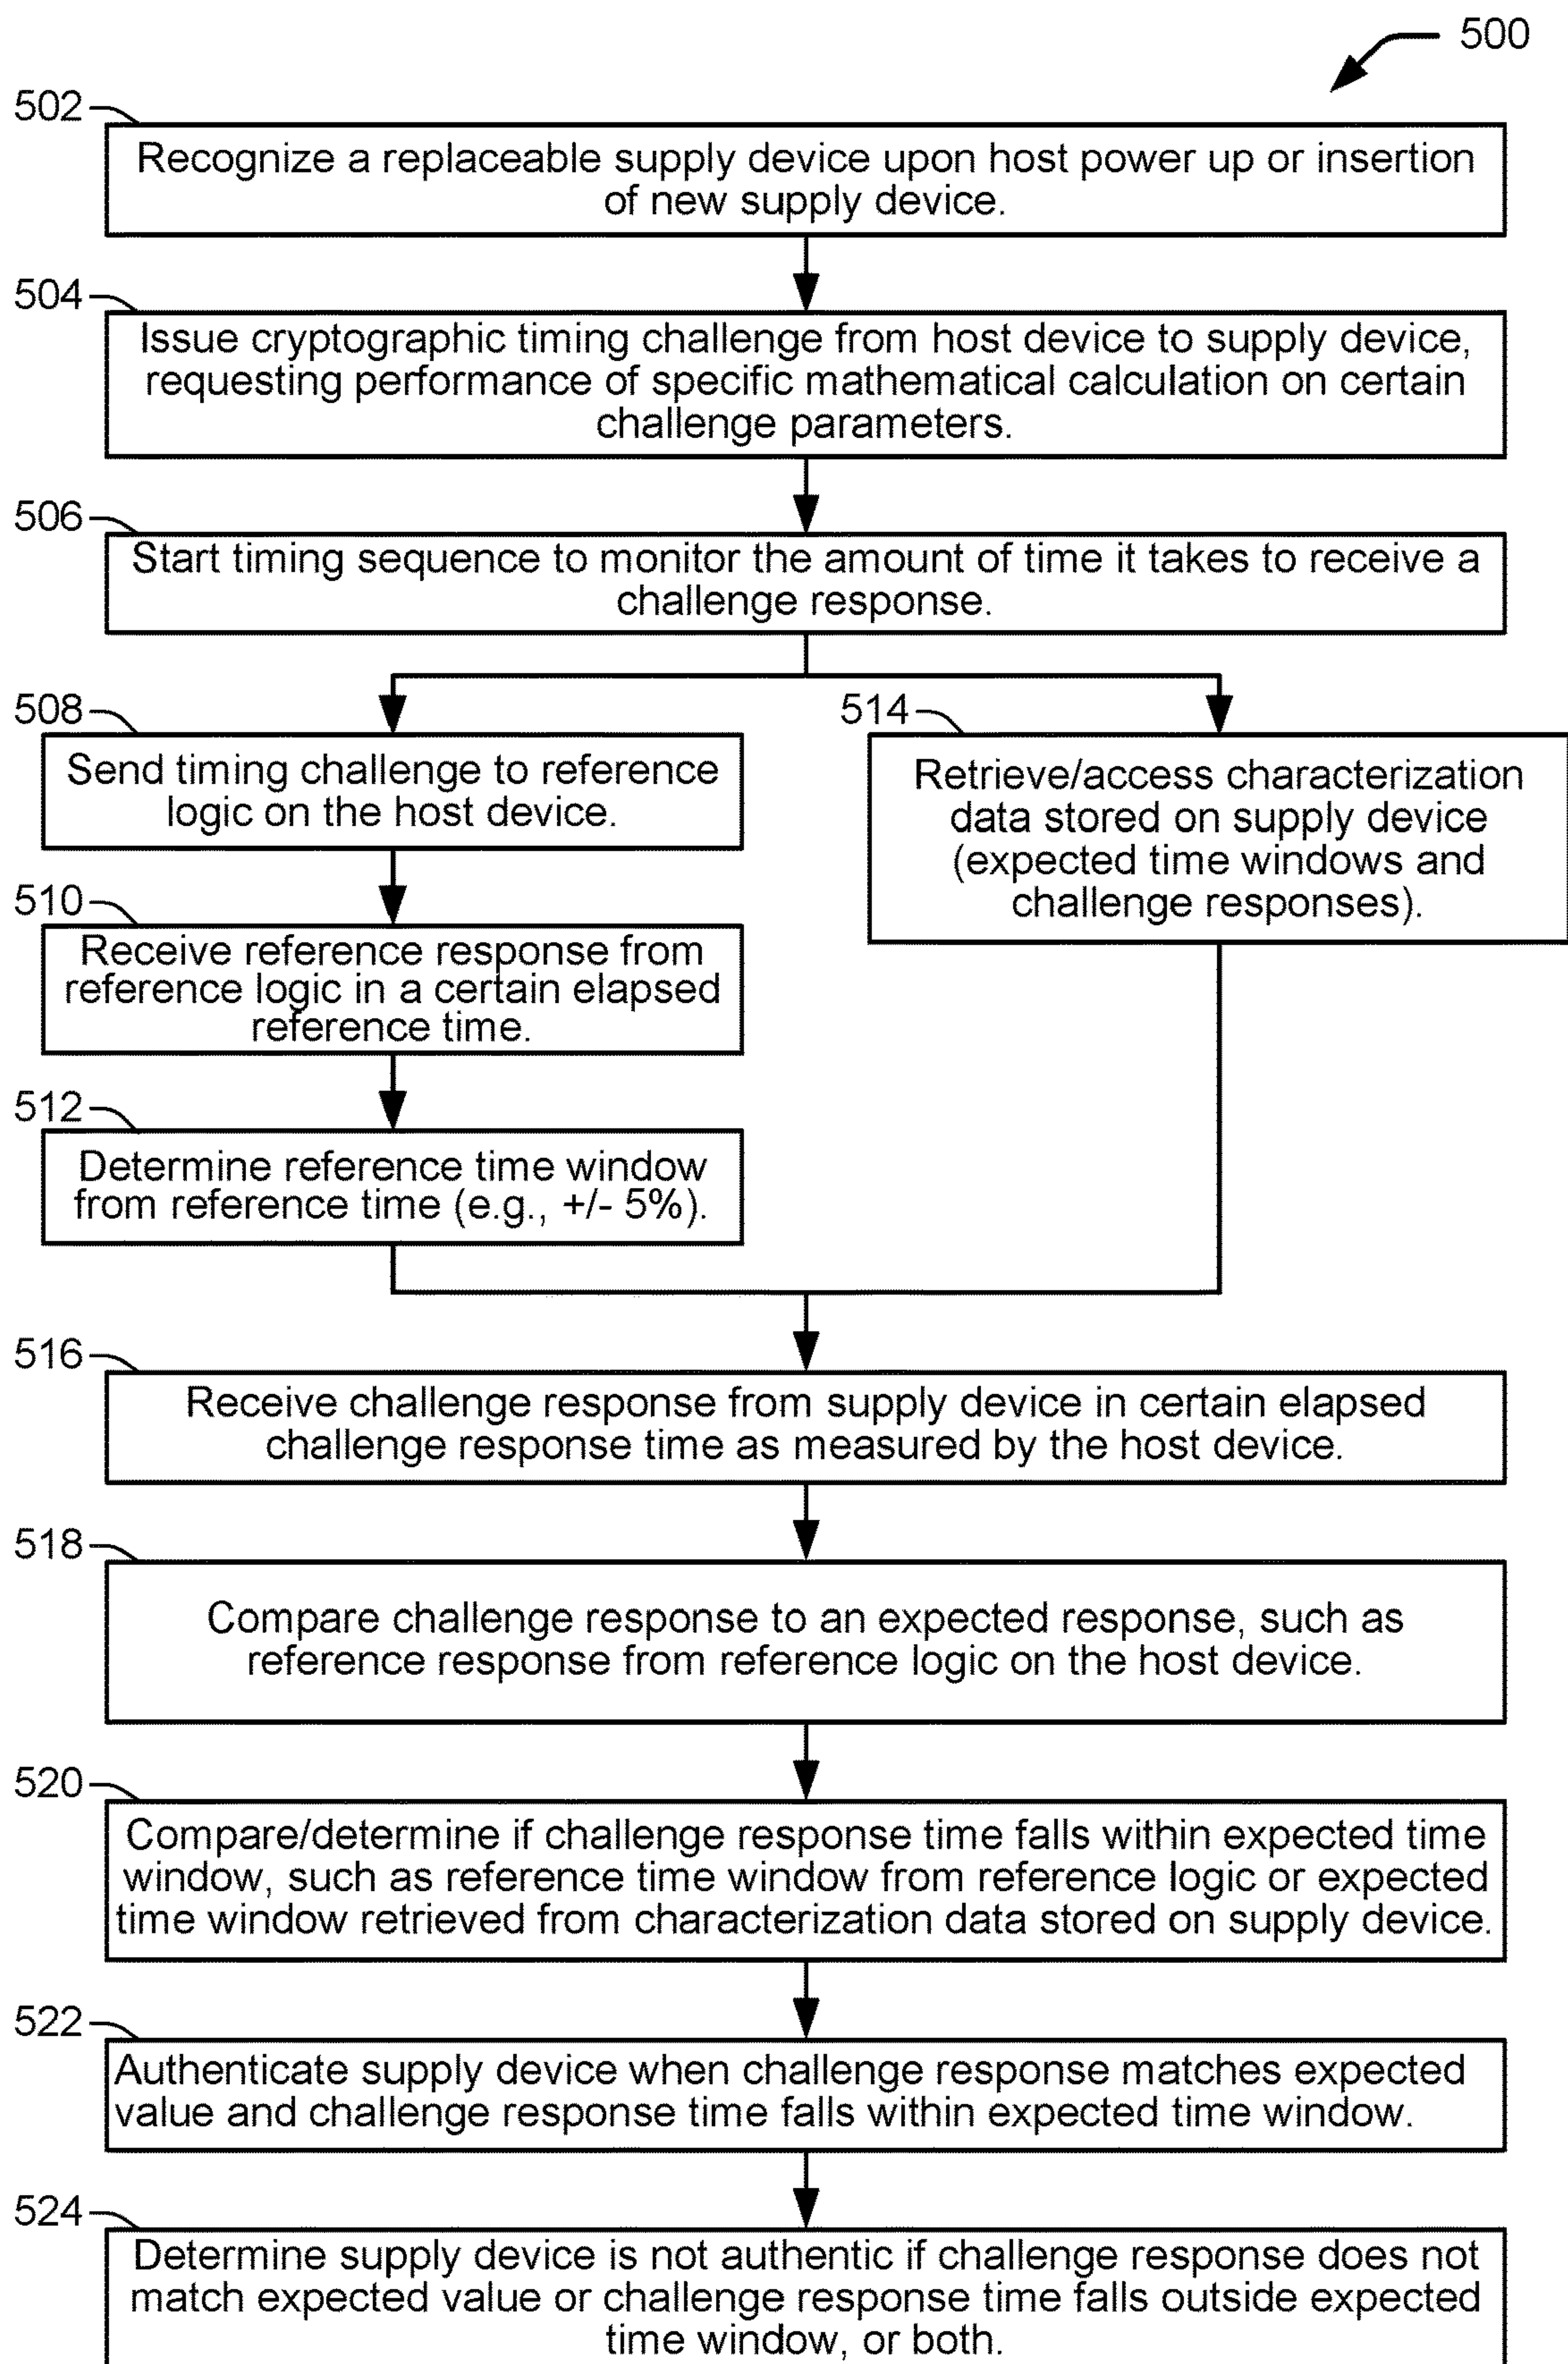 500
502
Recognize a replaceable supply device upon host power up or insertion
of new supply device.
504
Issue cryptographic timing challenge from host device to supply device,
requesting performance of specific mathematical calculation on certain
challenge parameters.
506
Start timing sequence to monitor the amount of time it takes to receive a
challenge response.
508
Send timing challenge to reference
logic on the host device.
510
Receive reference response from
reference logic in a certain elapsed
reference time.
512
Determine reference time window
from reference time (e.g., +/- 5%).
514
Retrieve/access characterization
data stored on supply device
(expected time windows and
challenge responses).
516
Receive challenge response from supply device in certain elapsed
challenge response time as measured by the host device.
518
Compare challenge response to an expected response, such as
reference response from reference logic on the host device.
520
Compare/determine if challenge response time falls within expected time
window, such as reference time window from reference logic or expected
time window retrieved from characterization data stored on supply device.
522
Authenticate supply device when challenge response matches expected
value and challenge response time falls within expected time window.
524
Determine supply device is not authentic if challenge response does not
match expected value or challenge response time falls outside expected
time window, or both.